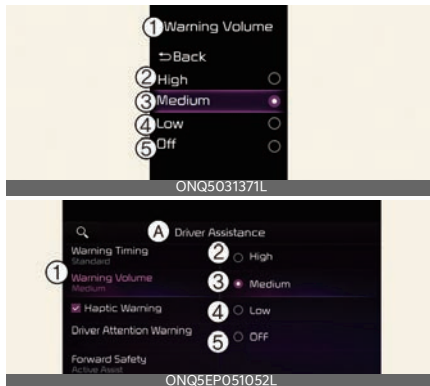 ① Warning Volume
⮌Back
② High
③ Medium
④ Low
⑤ Off
ONQ5031371L
Ⓐ Driver Assistance
Warning Timing
Standard
① Warning Volume
Medium
Haptic Warning
Driver Attention Warning
Forward Safety
Active Assist
② High
③ Medium
④ Low
⑤ OFF
ONQ5EP051052L